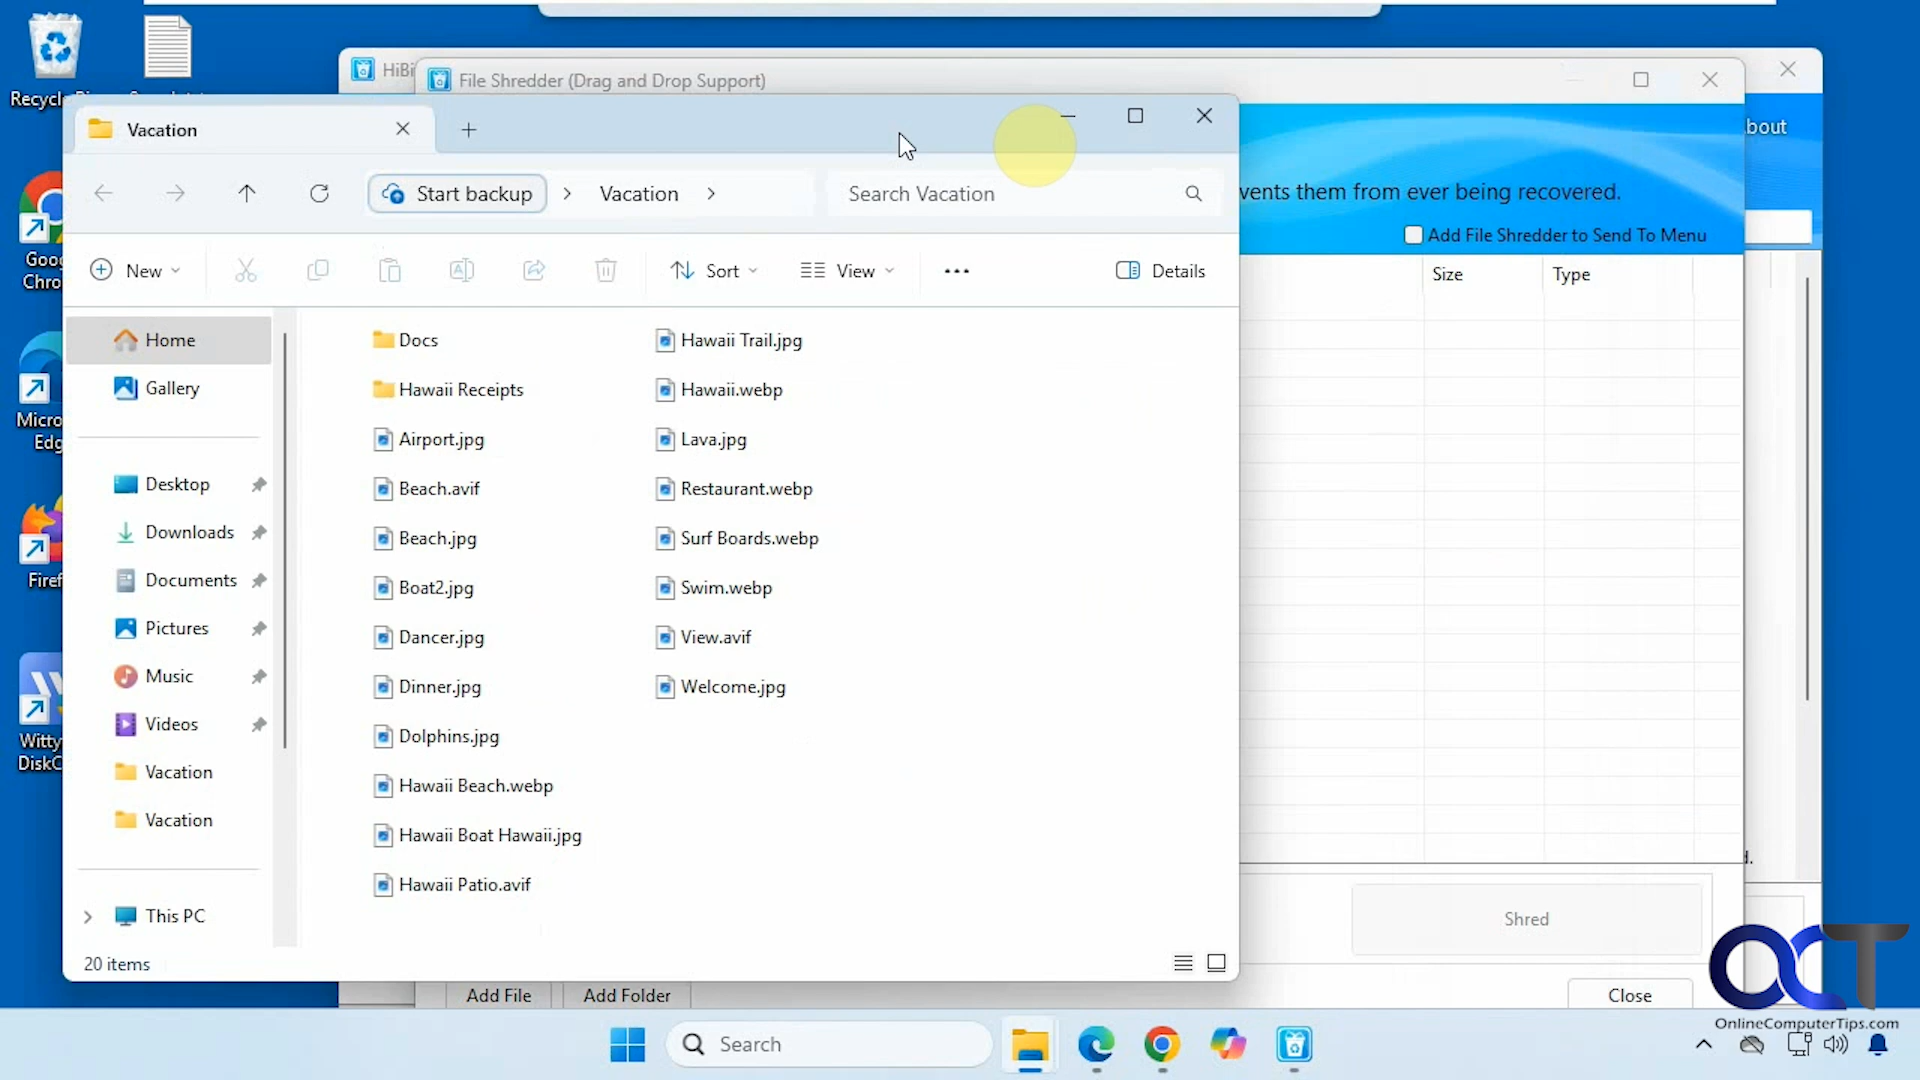 Recycle
HiBi
File Shredder (Drag and Drop Support)
Vacation
bout
Start backup
Vacation
Search Vacation
vents them from ever being recovered.
Add File Shredder to Send To Menu
New
Sort
View
Details
Size
Type
Home
Gallery
Desktop
Downloads
Documents
Pictures
Music
Videos
Vacation
Vacation
This PC
Docs
Hawaii Receipts
Airport.jpg
Beach.avif
Beach.jpg
Boat2.jpg
Dancer.jpg
Dinner.jpg
Dolphins.jpg
Hawaii Beach.webp
Hawaii Boat Hawaii.jpg
Hawaii Patio.avif
Hawaii Trail.jpg
Hawaii.webp
Lava.jpg
Restaurant.webp
Surf Boards.webp
Swim.webp
View.avif
Welcome.jpg
20 items
Goo
Chro
Micro
Edg
Firef
Witty
DiskC
d.
Shred
Add File
Add Folder
Close
OCT
OnlineComputerTips.com
Search